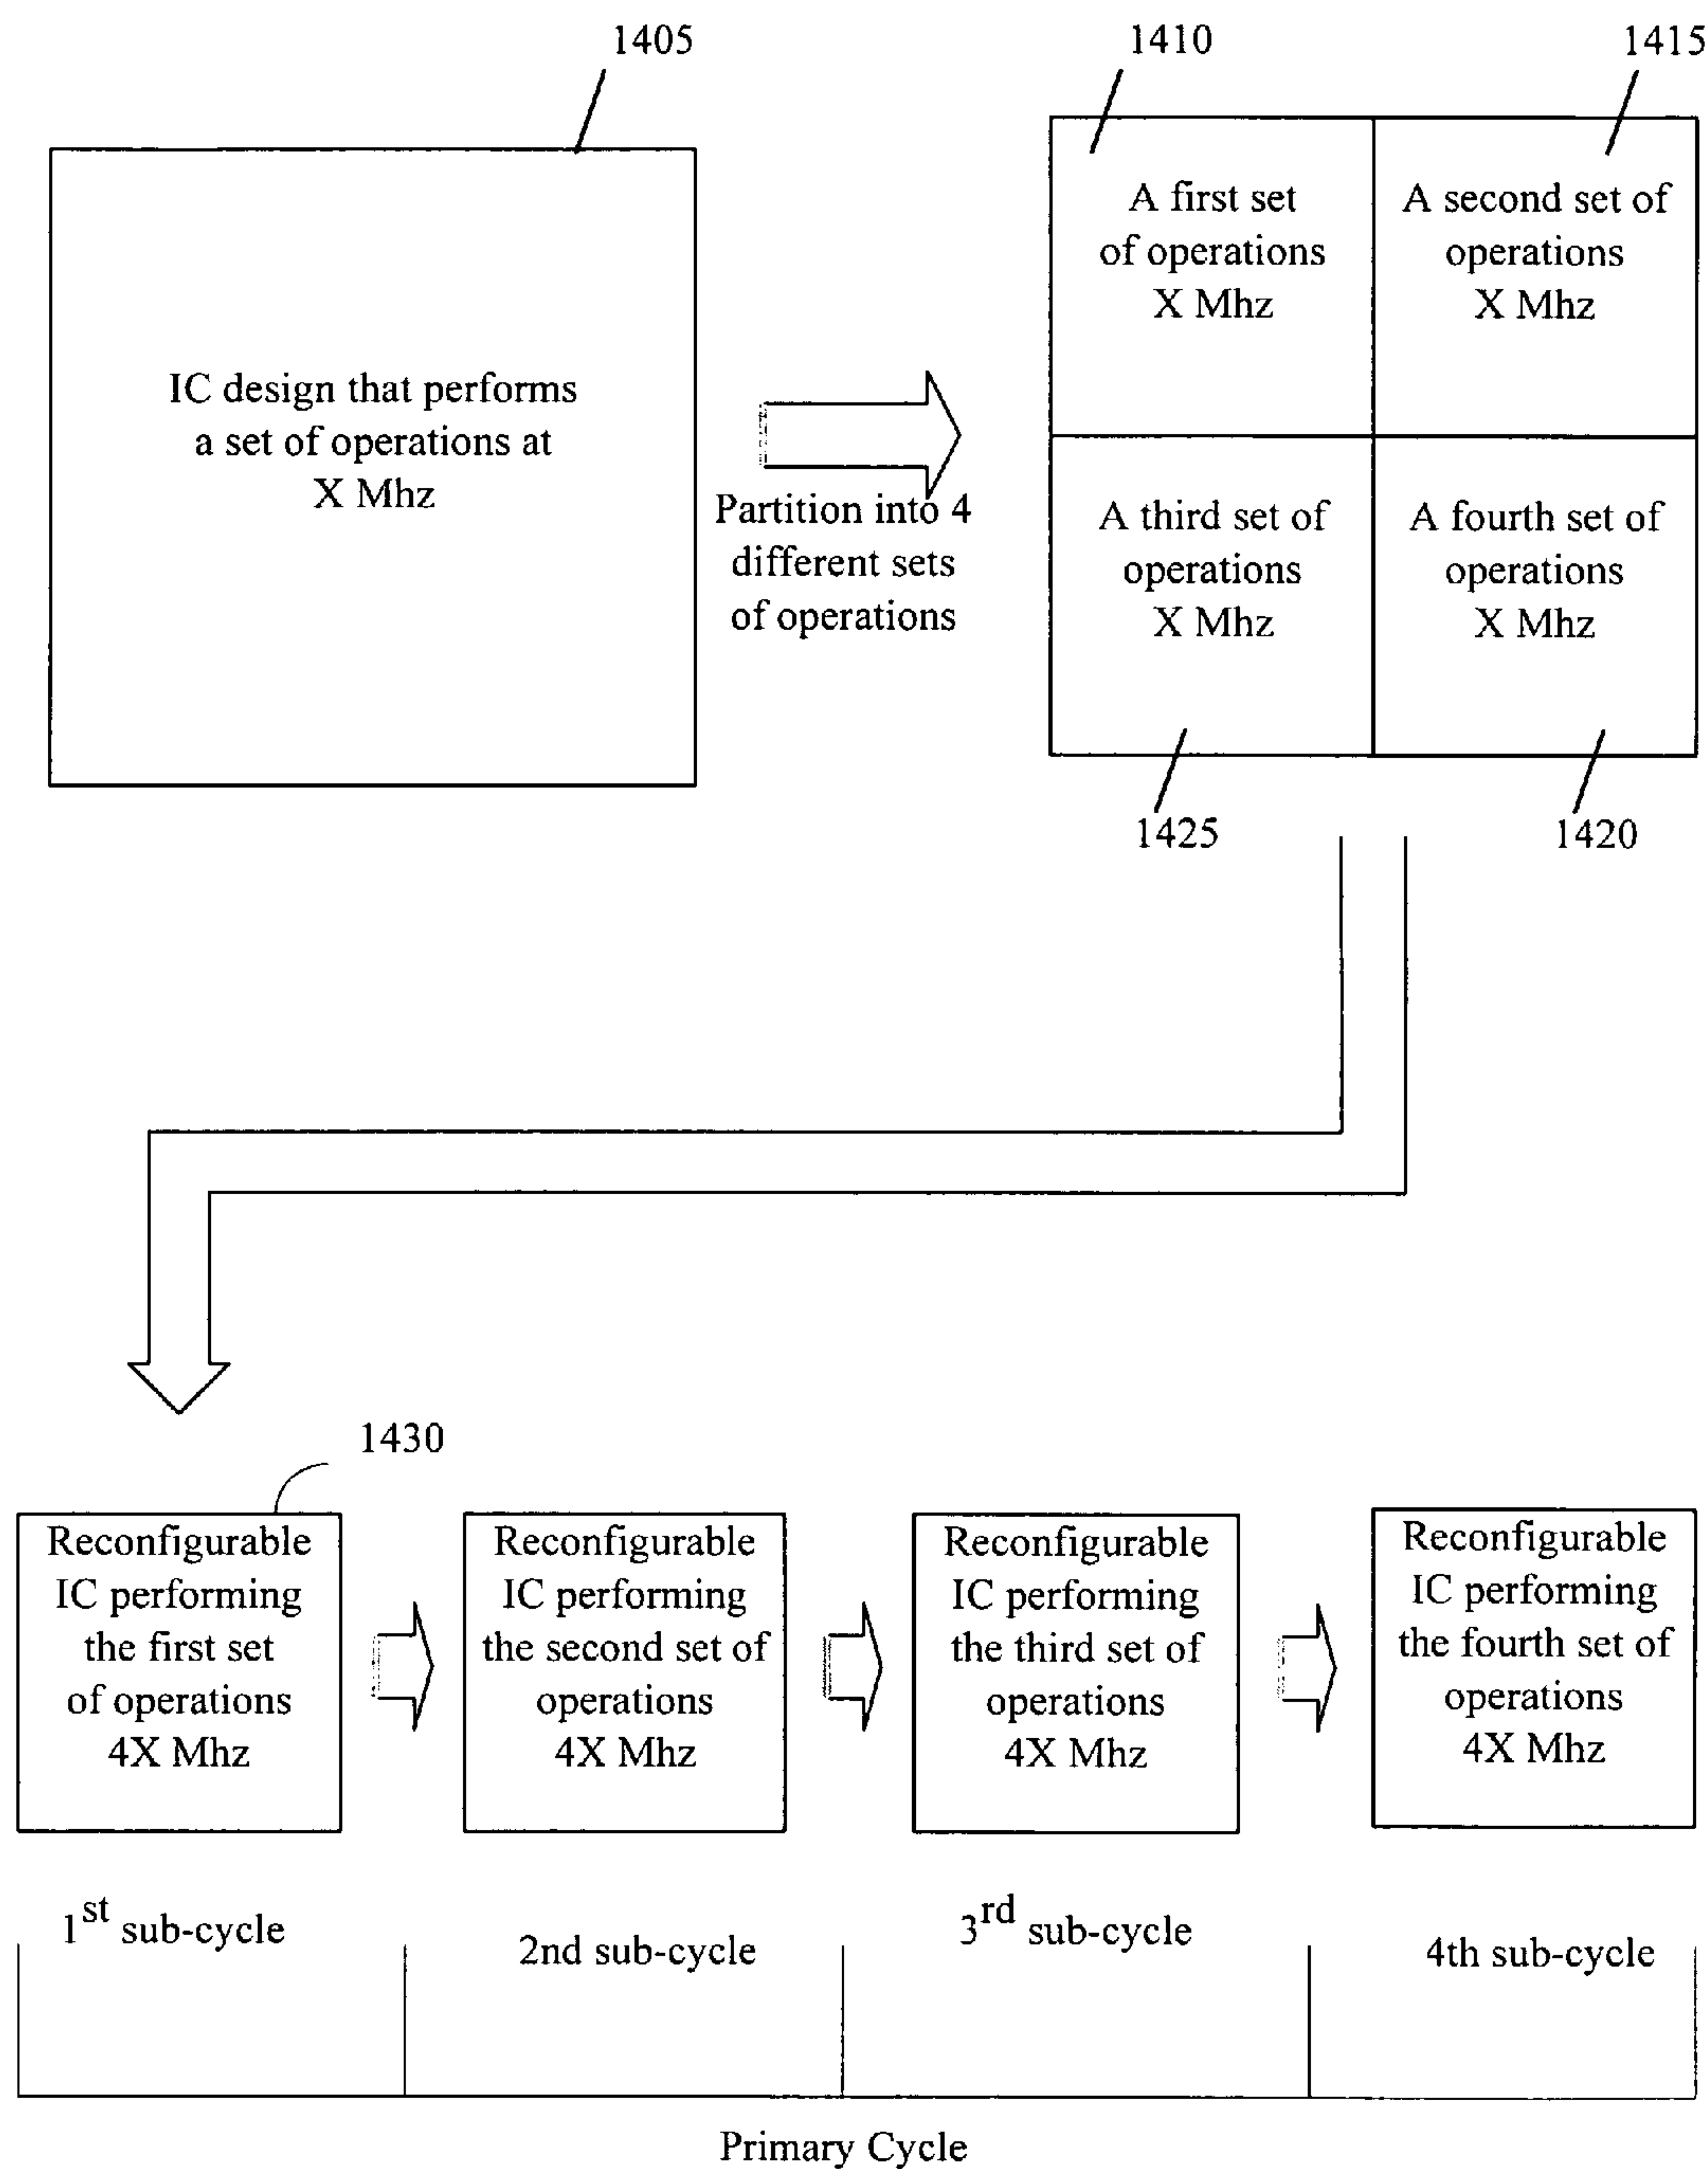 1405
1410
1415
IC design that performs
a set of operations at
X Mhz
Partition into 4
different sets
of operations
A first set
of operations
X Mhz
A second set of
operations
X Mhz
A third set of
operations
X Mhz
A fourth set of
operations
X Mhz
1425
1420
1430
Reconfigurable
IC performing
the first set
of operations
4X Mhz
Reconfigurable
IC performing
the second set of
operations
4X Mhz
Reconfigurable
IC performing
the third set of
operations
4X Mhz
Reconfigurable
IC performing
the fourth set of
operations
4X Mhz
1st sub-cycle
2nd sub-cycle
3rd sub-cycle
4th sub-cycle
Primary Cycle